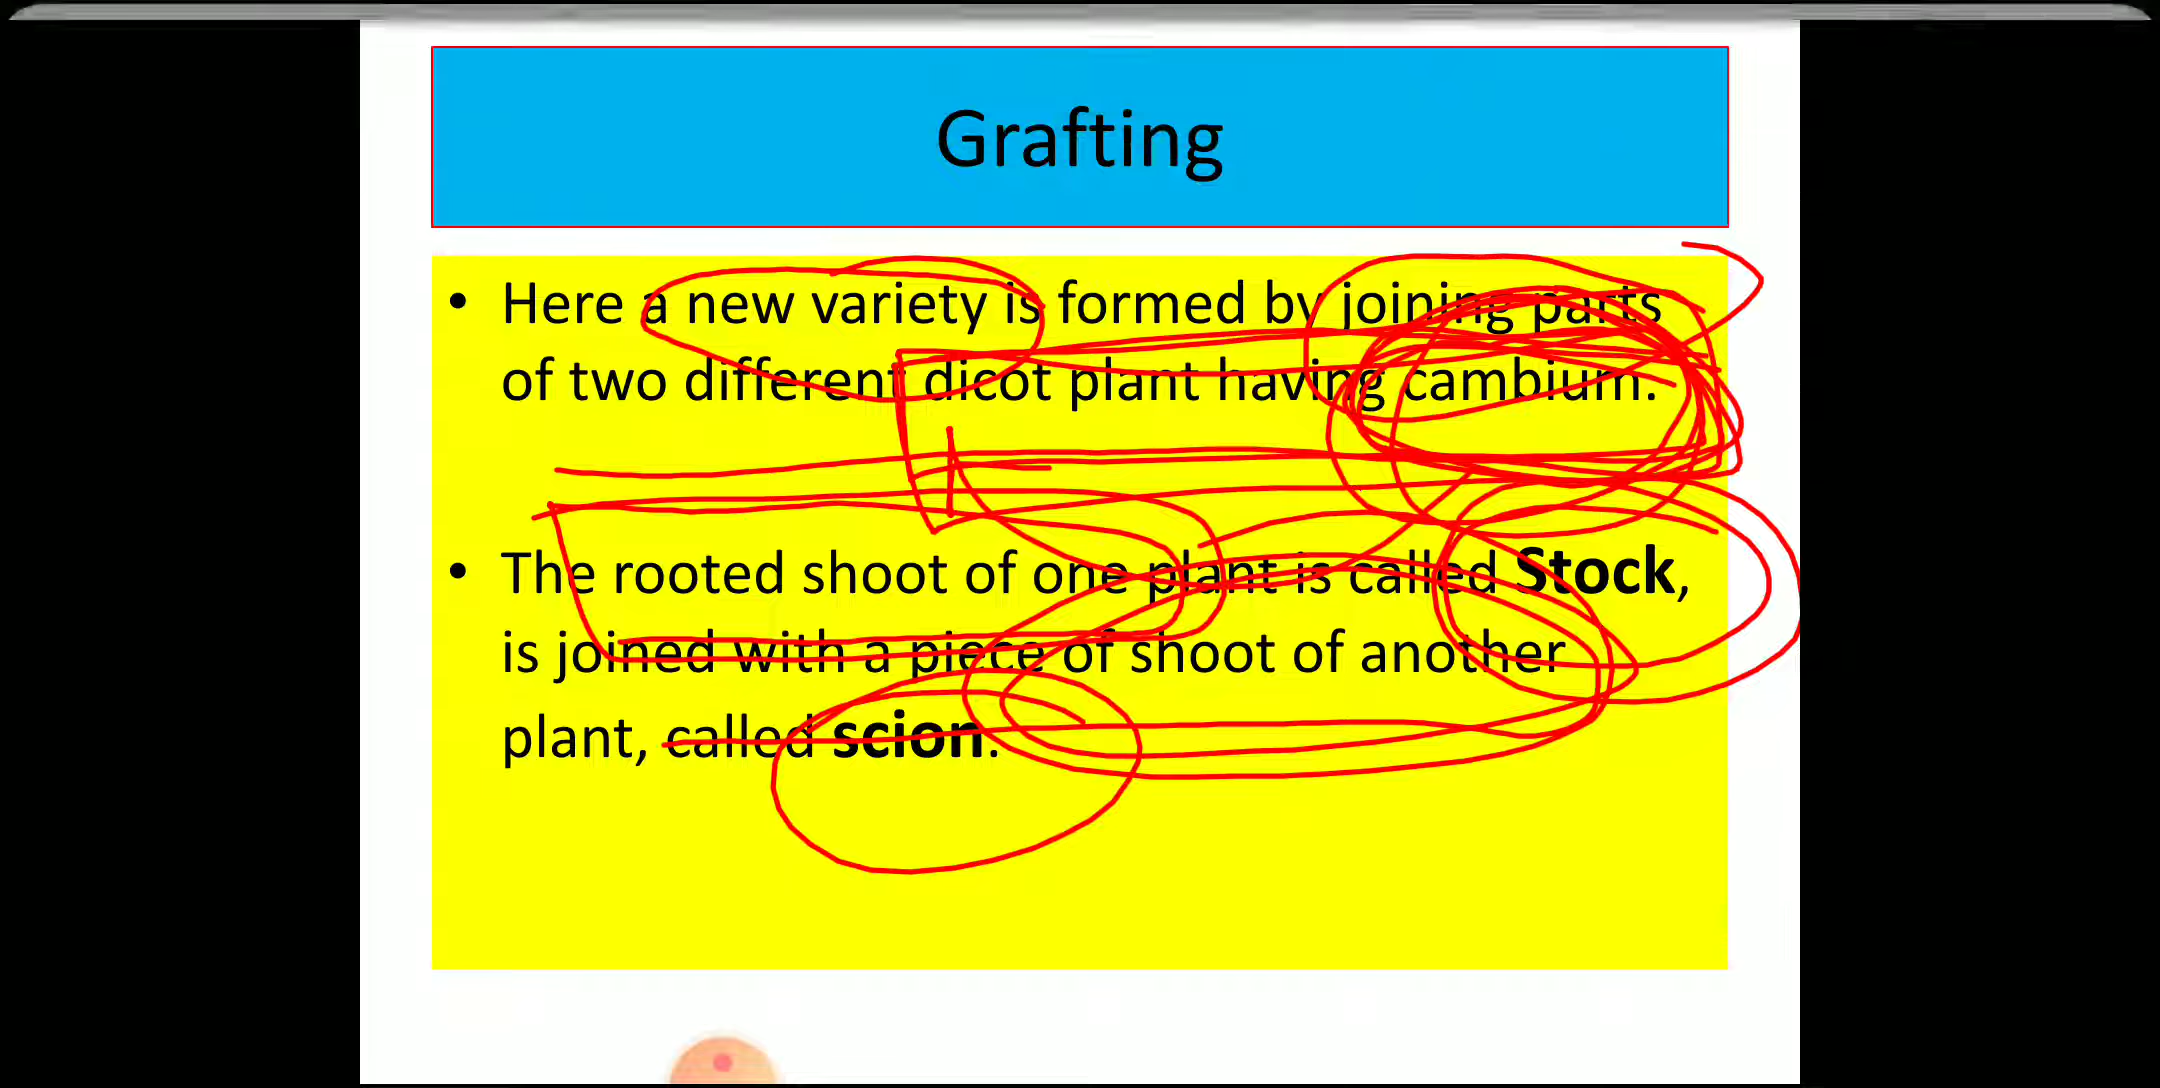 Grafting
• Here a new variety is formed by joining parts
of two different dicot plant having cambium.
• The rooted shoot of one plant is called Stock,
is joined with a piece of shoot of another
plant, called scion.